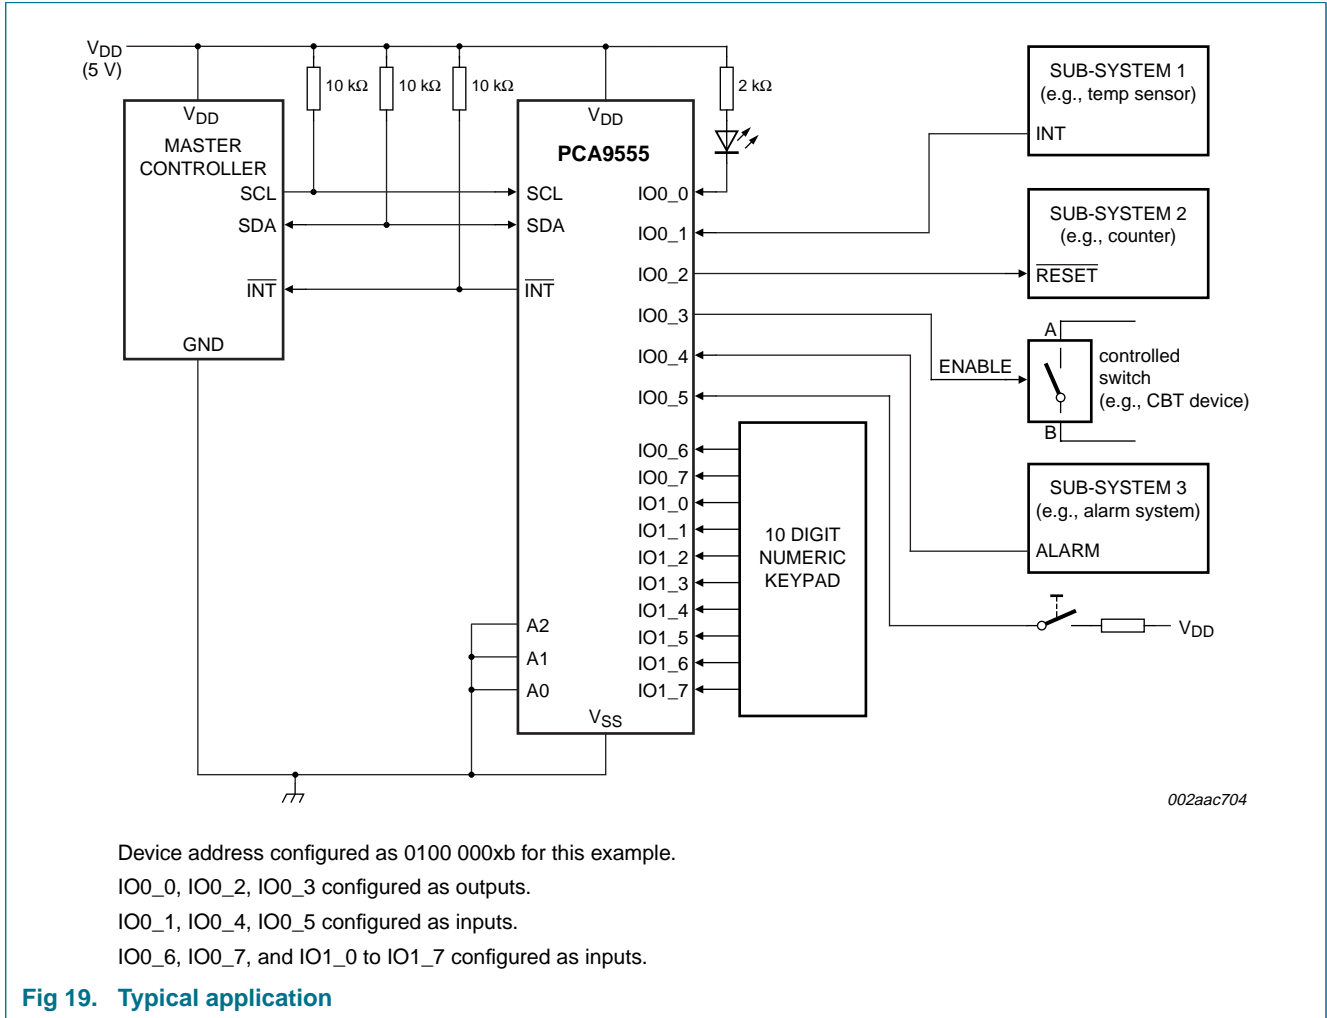 VDD
(5 V)
10 kΩ
10 kΩ
10 kΩ
2 kΩ
VDD
MASTER
CONTROLLER
SCL
SDA
INT
GND
VDD
PCA9555
SCL
SDA
INT
A2
A1
A0
VSS
IO0_0
IO0_1
IO0_2
IO0_3
IO0_4
IO0_5
IO0_6
IO0_7
IO1_0
IO1_1
IO1_2
IO1_3
IO1_4
IO1_5
IO1_6
IO1_7
10 DIGIT
NUMERIC
KEYPAD
SUB-SYSTEM 1
(e.g., temp sensor)
INT
SUB-SYSTEM 2
(e.g., counter)
RESET
A
ENABLE
B
controlled
switch
(e.g., CBT device)
SUB-SYSTEM 3
(e.g., alarm system)
ALARM
VDD
002aac704
Device address configured as 0100 000xb for this example.
IO0_0, IO0_2, IO0_3 configured as outputs.
IO0_1, IO0_4, IO0_5 configured as inputs.
IO0_6, IO0_7, and IO1_0 to IO1_7 configured as inputs.
Fig 19. Typical application